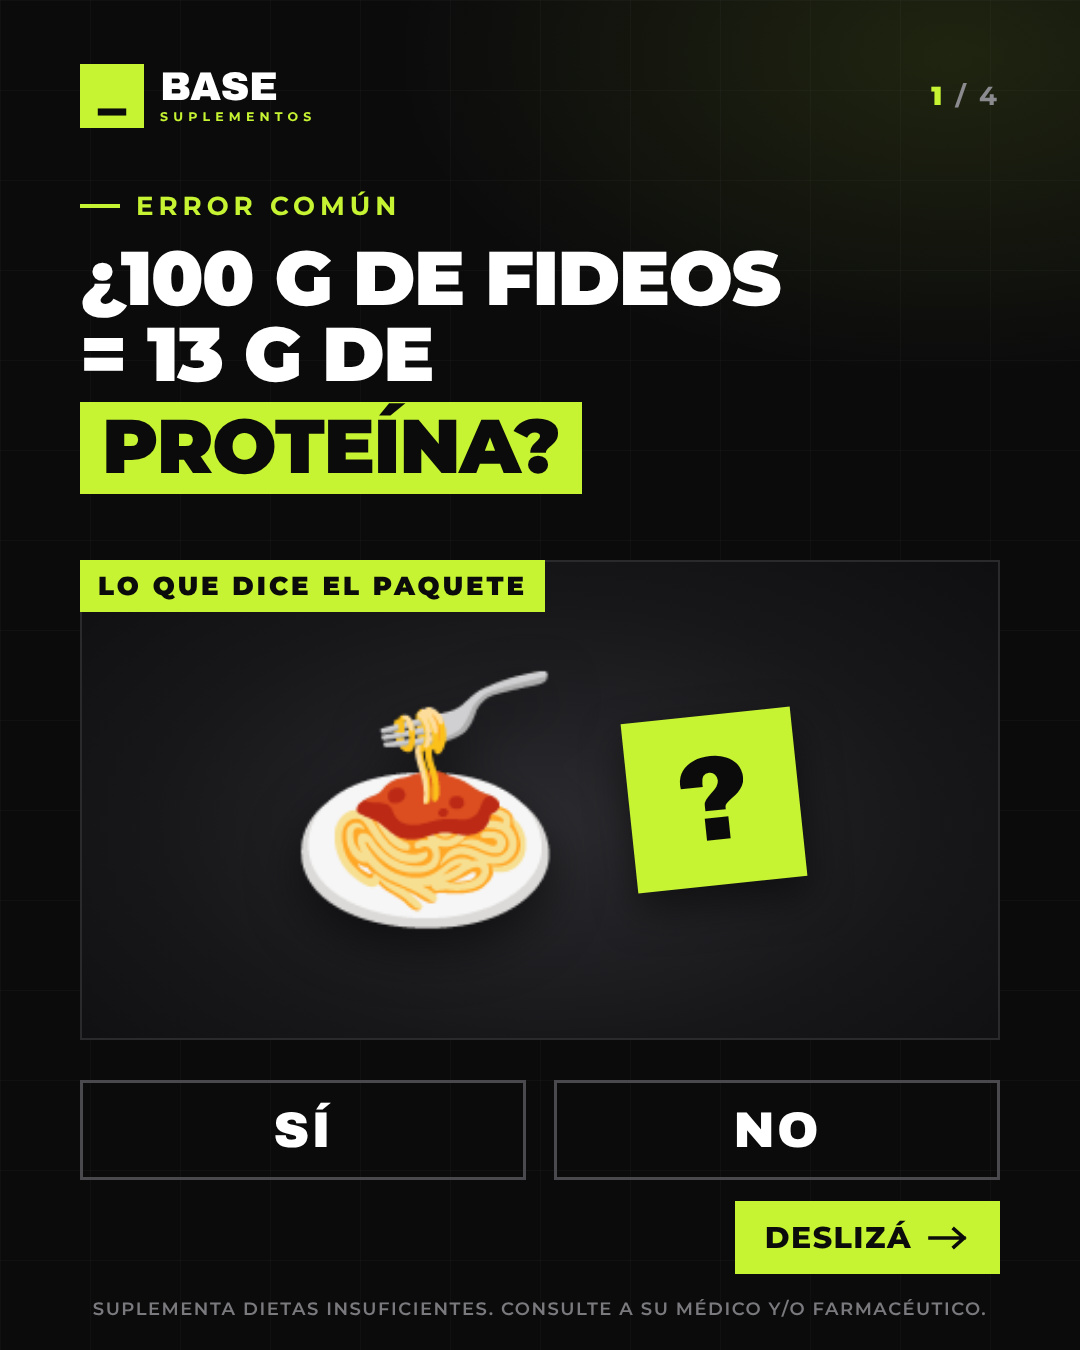 BASE
SUPLEMENTOS
1 / 4
ERROR COMÚN
¿100 G DE FIDEOS
= 13 G DE
PROTEÍNA?
LO QUE DICE EL PAQUETE
?
SÍ
NO
DESLIZÁ →
SUPLEMENTA DIETAS INSUFICIENTES. CONSULTE A SU MÉDICO Y/O FARMACÉUTICO.